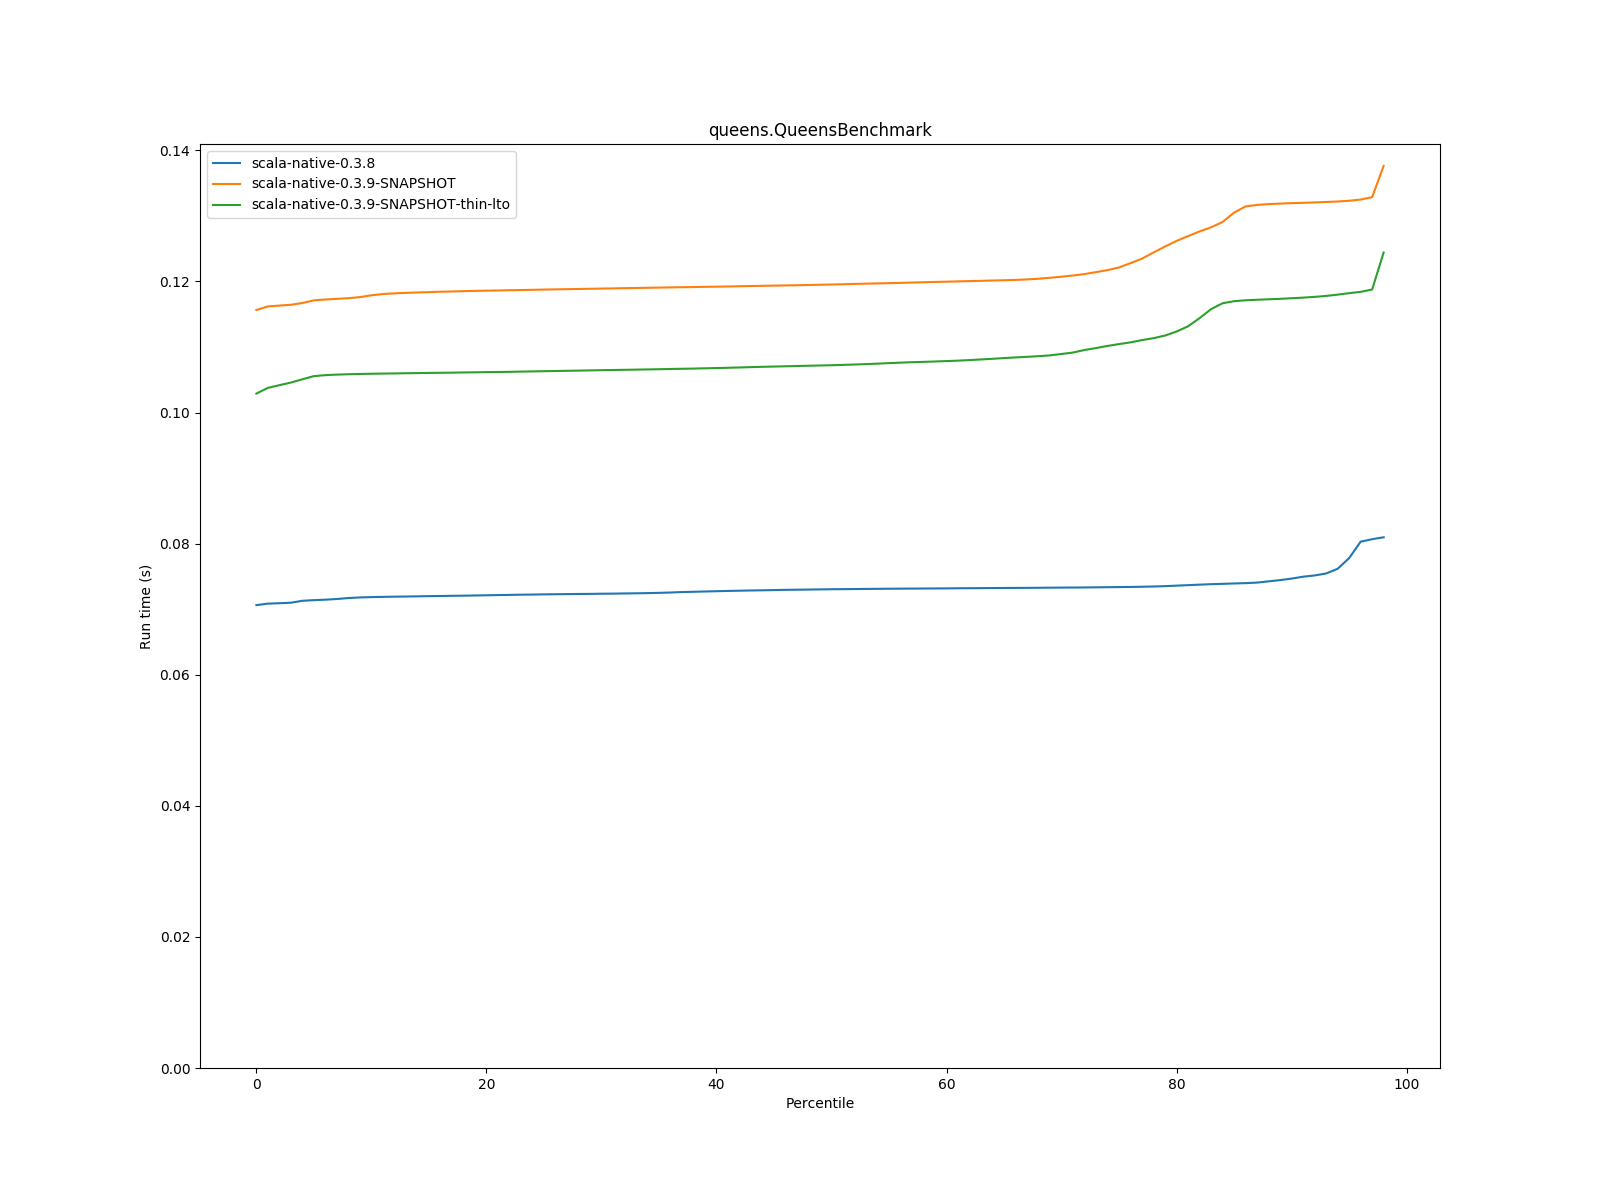 queens.QueensBenchmark
scala-native-0.3.8
scala-native-0.3.9-SNAPSHOT
scala-native-0.3.9-SNAPSHOT-thin-lto
Run time (s)
0.14
0.12
0.10
0.08
0.06
0.04
0.02
0.00
0 20 40 60 80 100
Percentile